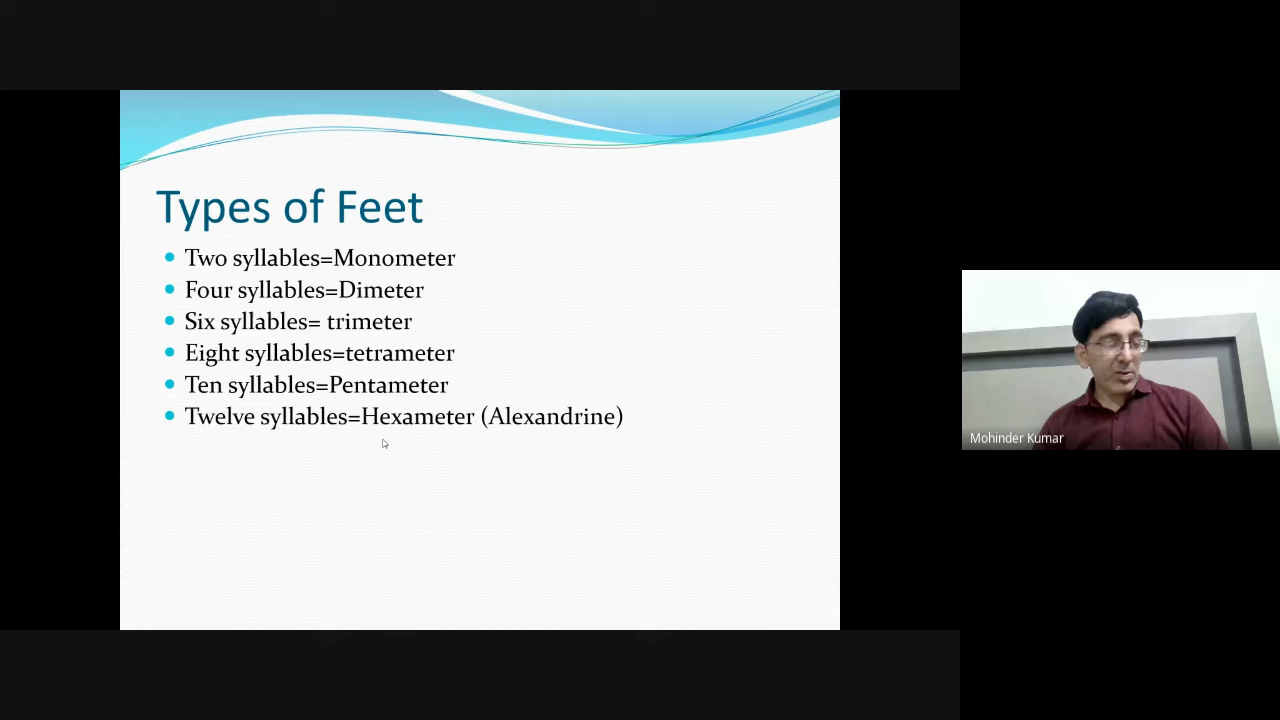 Types of Feet
Two syllables=Monometer
Four syllables=Dimeter
Six syllables= trimeter
Eight syllables=tetrameter
Ten syllables=Pentameter
Twelve syllables=Hexameter (Alexandrine)
Mohinder Kumar